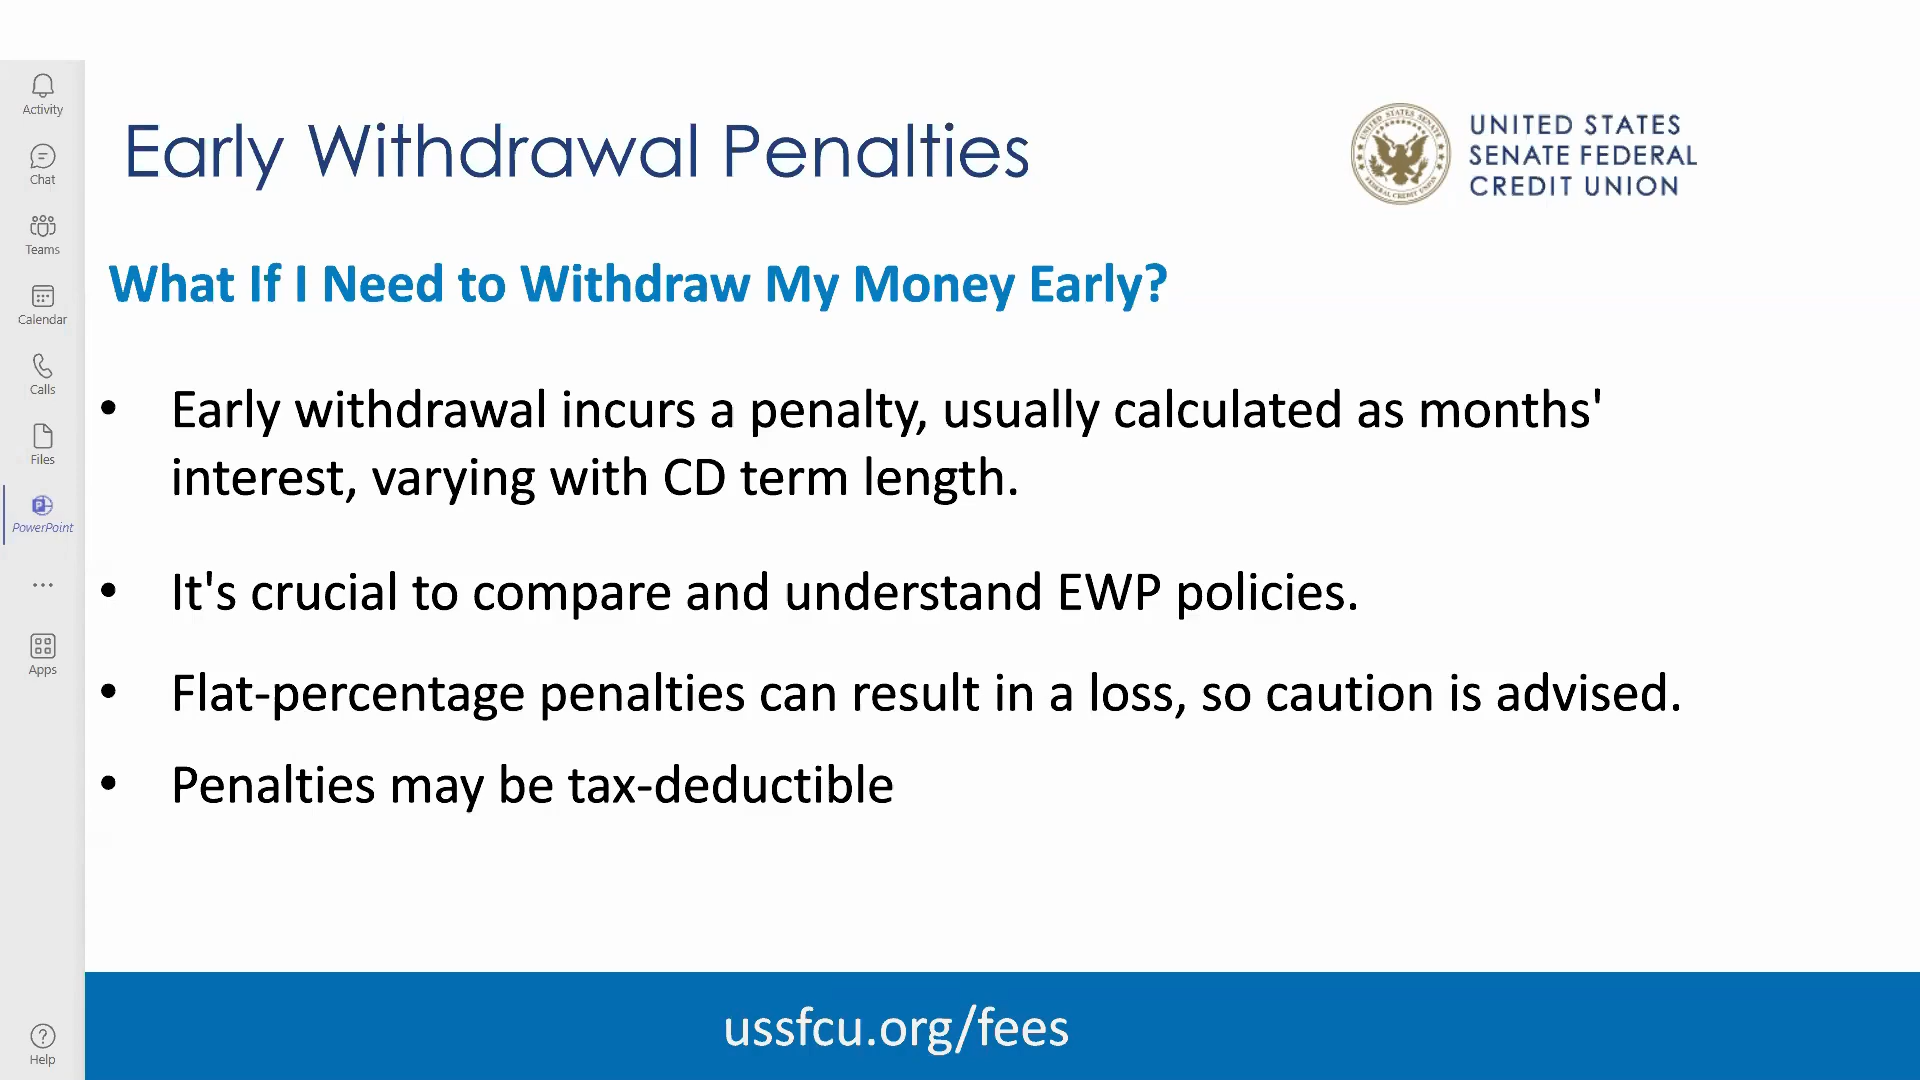 Activity
Chat
Teams
Calendar
Calls
Files
PowerPoint
Apps
Help
Early Withdrawal Penalties
UNITED STATES
SENATE FEDERAL
CREDIT UNION
What If I Need to Withdraw My Money Early?
• Early withdrawal incurs a penalty, usually calculated as months'
interest, varying with CD term length.
• It's crucial to compare and understand EWP policies.
• Flat-percentage penalties can result in a loss, so caution is advised.
• Penalties may be tax-deductible
ussfcu.org/fees